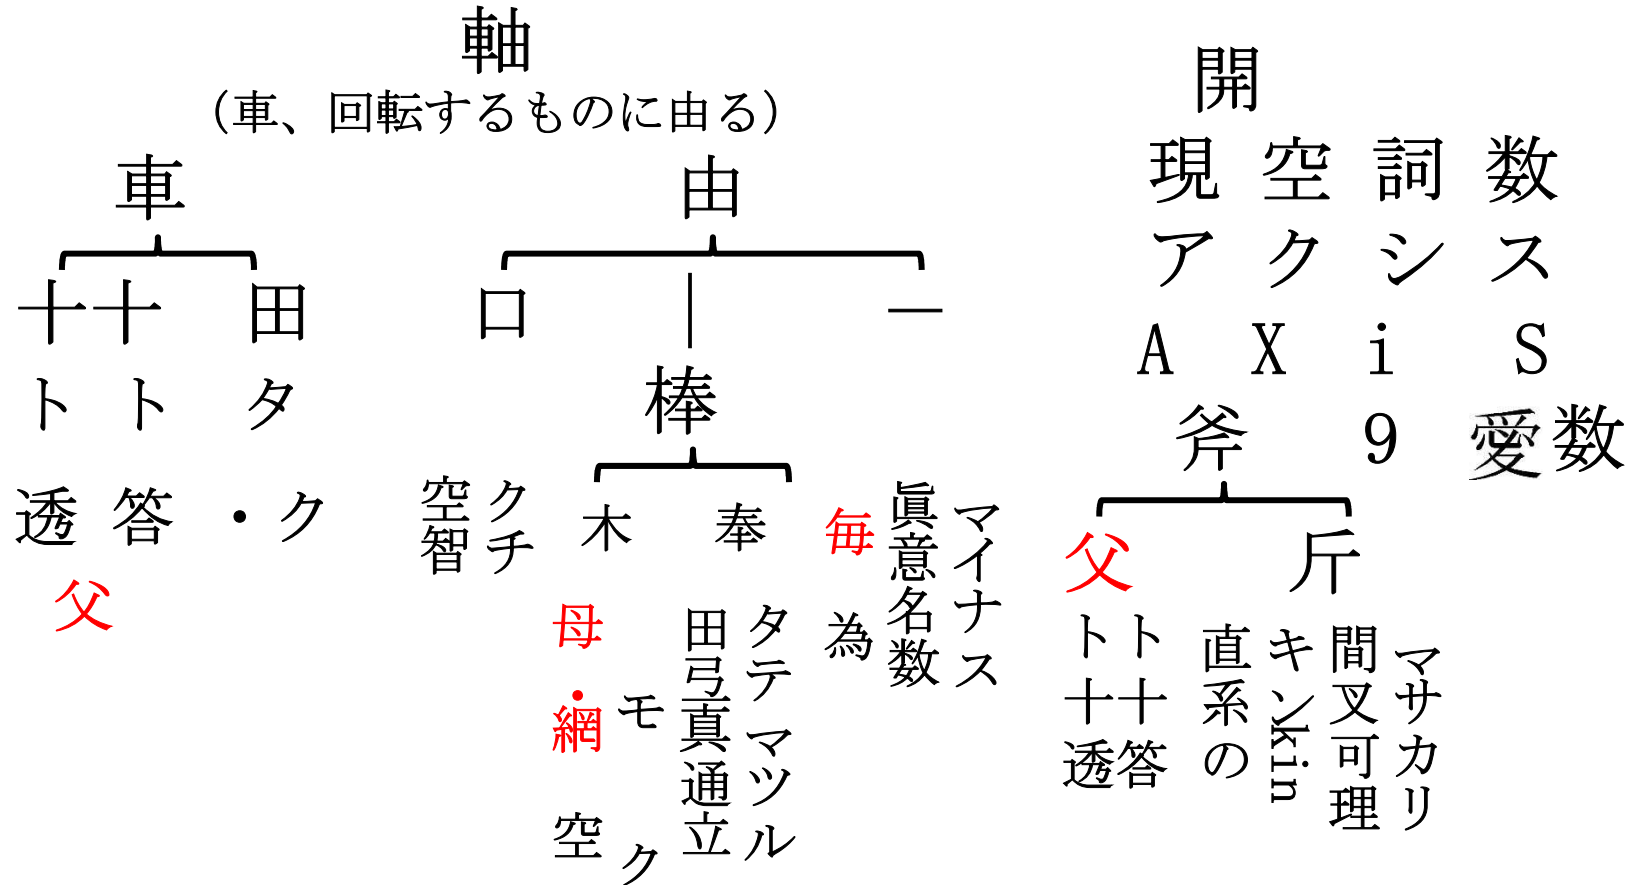 軸
(車、回転するものに由る)
車 由
十十 田 口 | 一
トト タ 棒
透答・ク
父
空智
クチ
木 奉
母・網 空
モク
田弓真通立
タテマツル
毎 為
眞意名数
マイナス
開
現空詞数
アクシス
AXiS
斧 9 愛数
父 斤
トト
十十
透答
直系の
キンkin
間叉可理
マサカリ